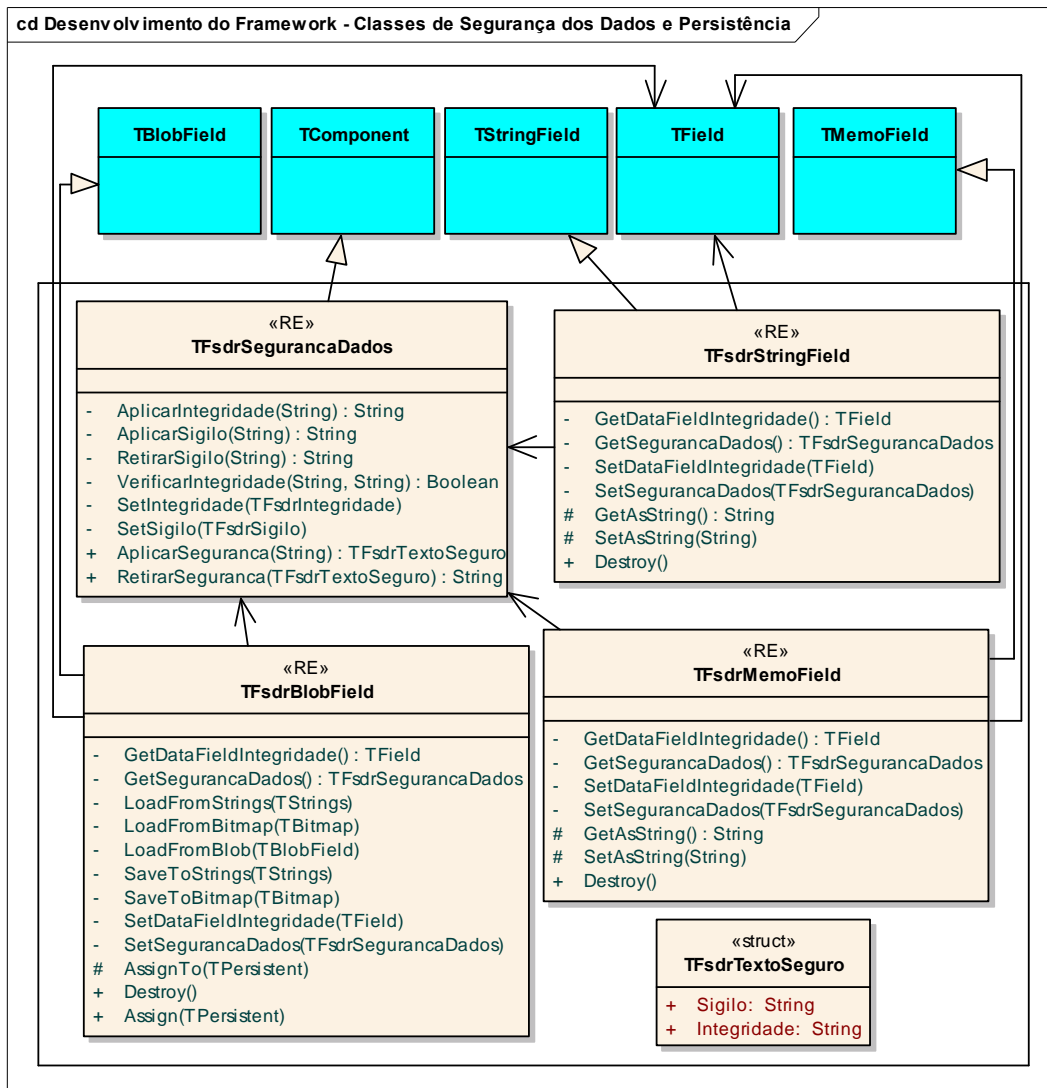 cd Desenvolvimento do Framework - Classes de Segurança dos Dados e Persistência
TBlobField
TComponent
TStringField
TField
TMemoField
«RE»
TFsdrSegurancaDados
- AplicarIntegridade(String) : String
- AplicarSigilo(String) : String
- RetirarSigilo(String) : String
- VerificarIntegridade(String, String) : Boolean
- SetIntegridade(TFsdrIntegridade)
- SetSigilo(TFsdrSigilo)
+ AplicarSeguranca(String) : TFsdrTextoSeguro
+ RetirarSeguranca(TFsdrTextoSeguro) : String
«RE»
TFsdrStringField
- GetDataFieldIntegridade() : TField
- GetSegurancaDados() : TFsdrSegurancaDados
- SetDataFieldIntegridade(TField)
- SetSegurancaDados(TFsdrSegurancaDados)
# GetAsString() : String
# SetAsString(String)
+ Destroy()
«RE»
TFsdrBlobField
- GetDataFieldIntegridade() : TField
- GetSegurancaDados() : TFsdrSegurancaDados
- LoadFromStrings(TStrings)
- LoadFromBitmap(TBitmap)
- LoadFromBlob(TBlobField)
- SaveToStrings(TStrings)
- SaveToBitmap(TBitmap)
- SetDataFieldIntegridade(TField)
- SetSegurancaDados(TFsdrSegurancaDados)
# AssignTo(TPersistent)
+ Destroy()
+ Assign(TPersistent)
«RE»
TFsdrMemoField
- GetDataFieldIntegridade() : TField
- GetSegurancaDados() : TFsdrSegurancaDados
- SetDataFieldIntegridade(TField)
- SetSegurancaDados(TFsdrSegurancaDados)
# GetAsString() : String
# SetAsString(String)
+ Destroy()
«struct»
TFsdrTextoSeguro
+ Sigilo: String
+ Integridade: String